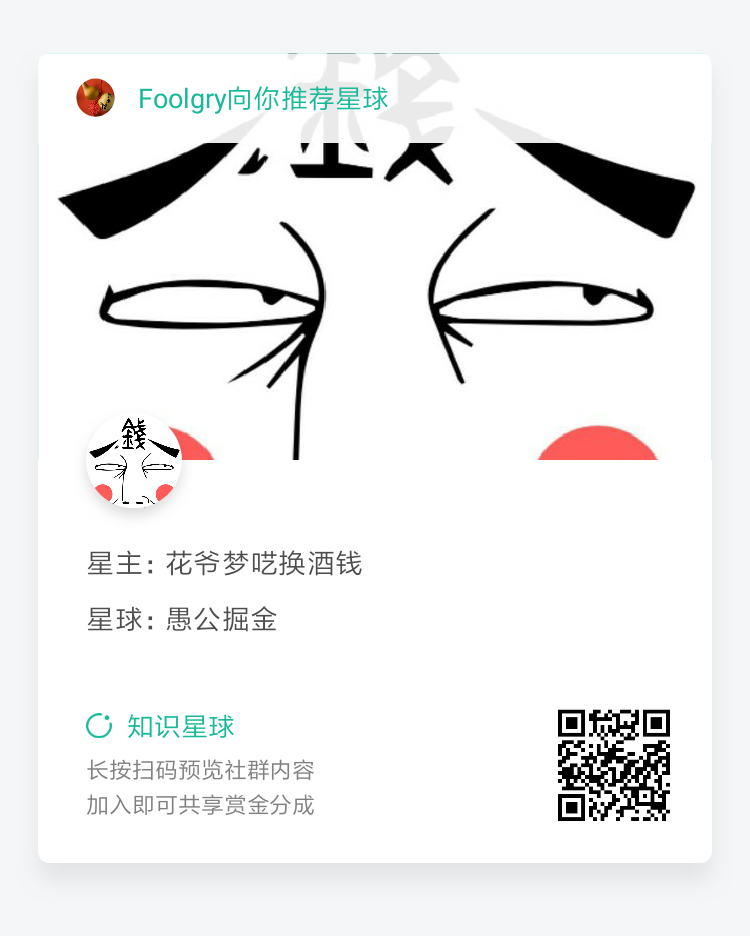 Foolgry向你推荐星球
錢
錢
星主: 花爷梦呓换酒钱
星球: 愚公掘金
知识星球
长按扫码预览社群内容
加入即可共享赏金分成